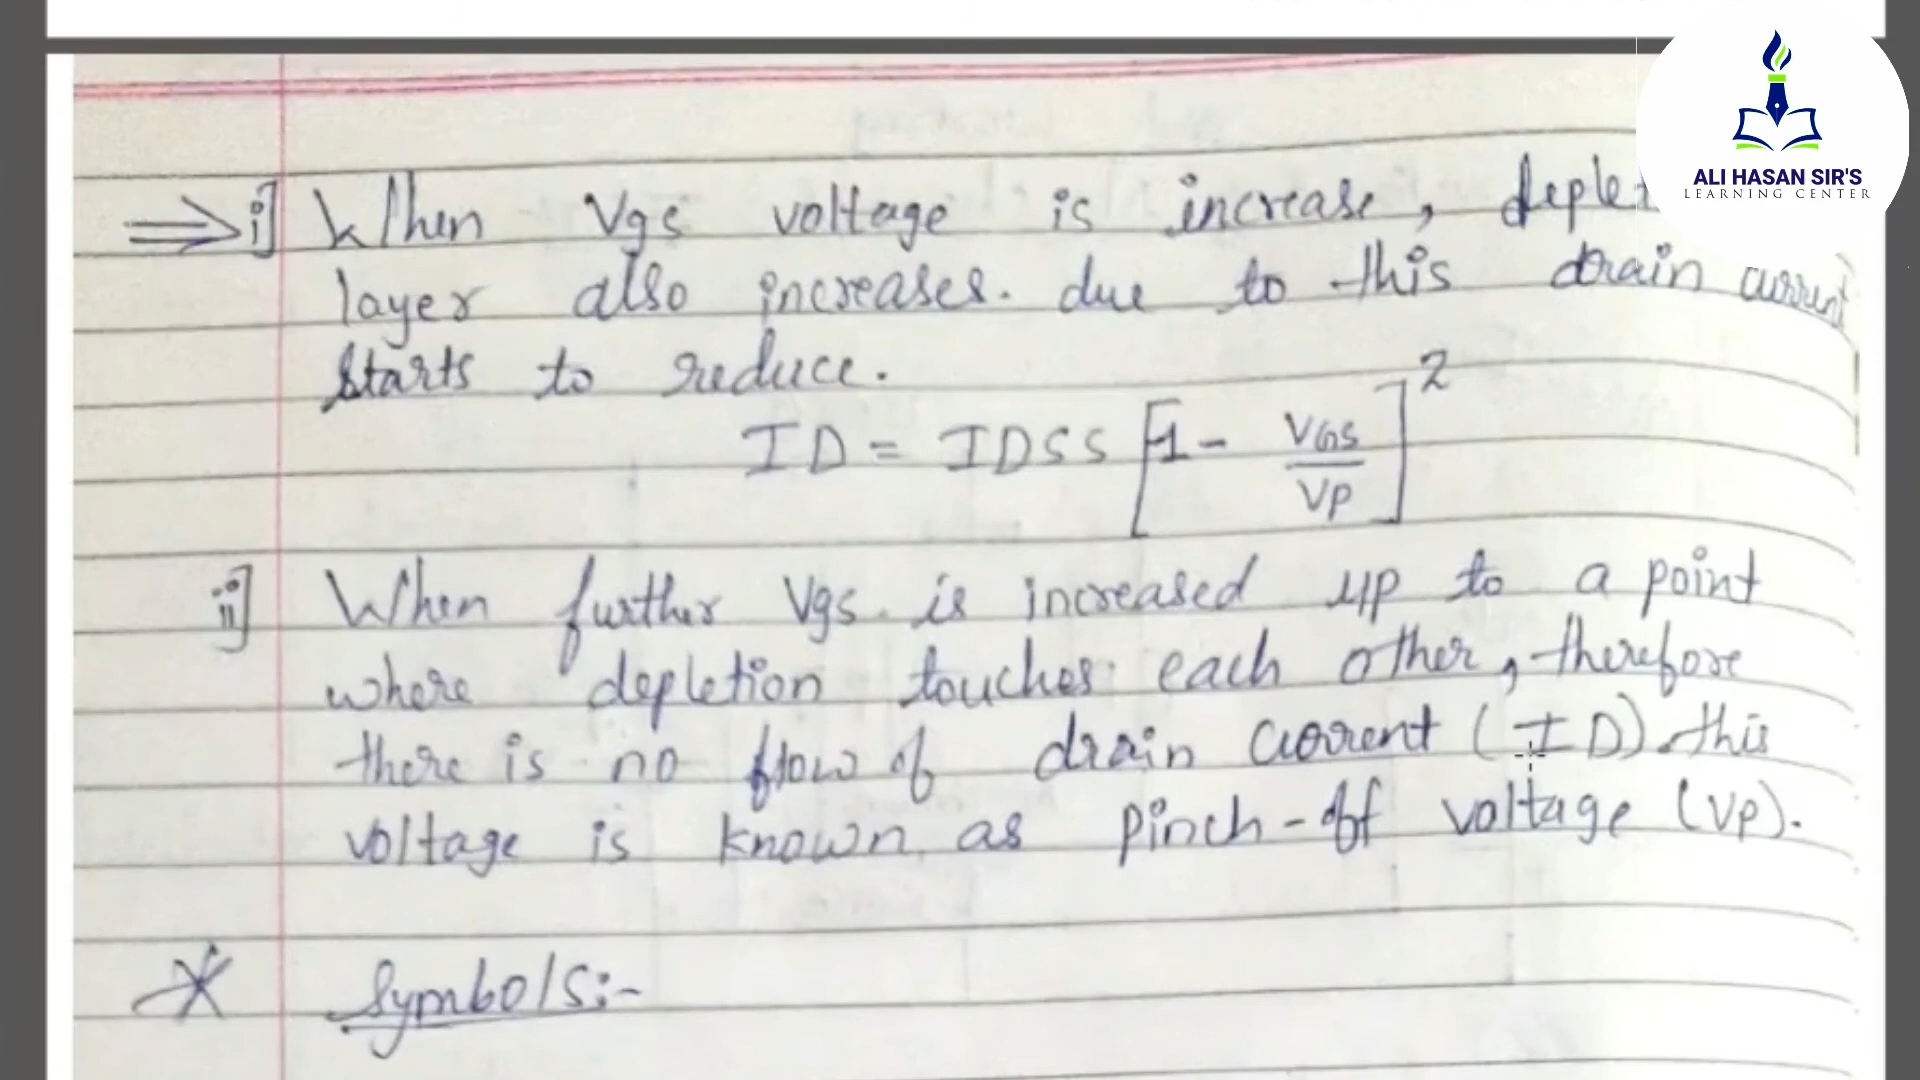 ⇒ i] When Vgs voltage is increase,
layer also increases. due to this drain current
starts to reduce.
ID = IDSS [1 - VGS/VP]²
ii] When further Vgs is increased up to a point
where depletion touches each other, therefore
there is no flow of drain current (ID). this
voltage is known as pinch-off voltage (VP).
* Symbols:-
ALI HASAN SIR'S
LEARNING CENTER